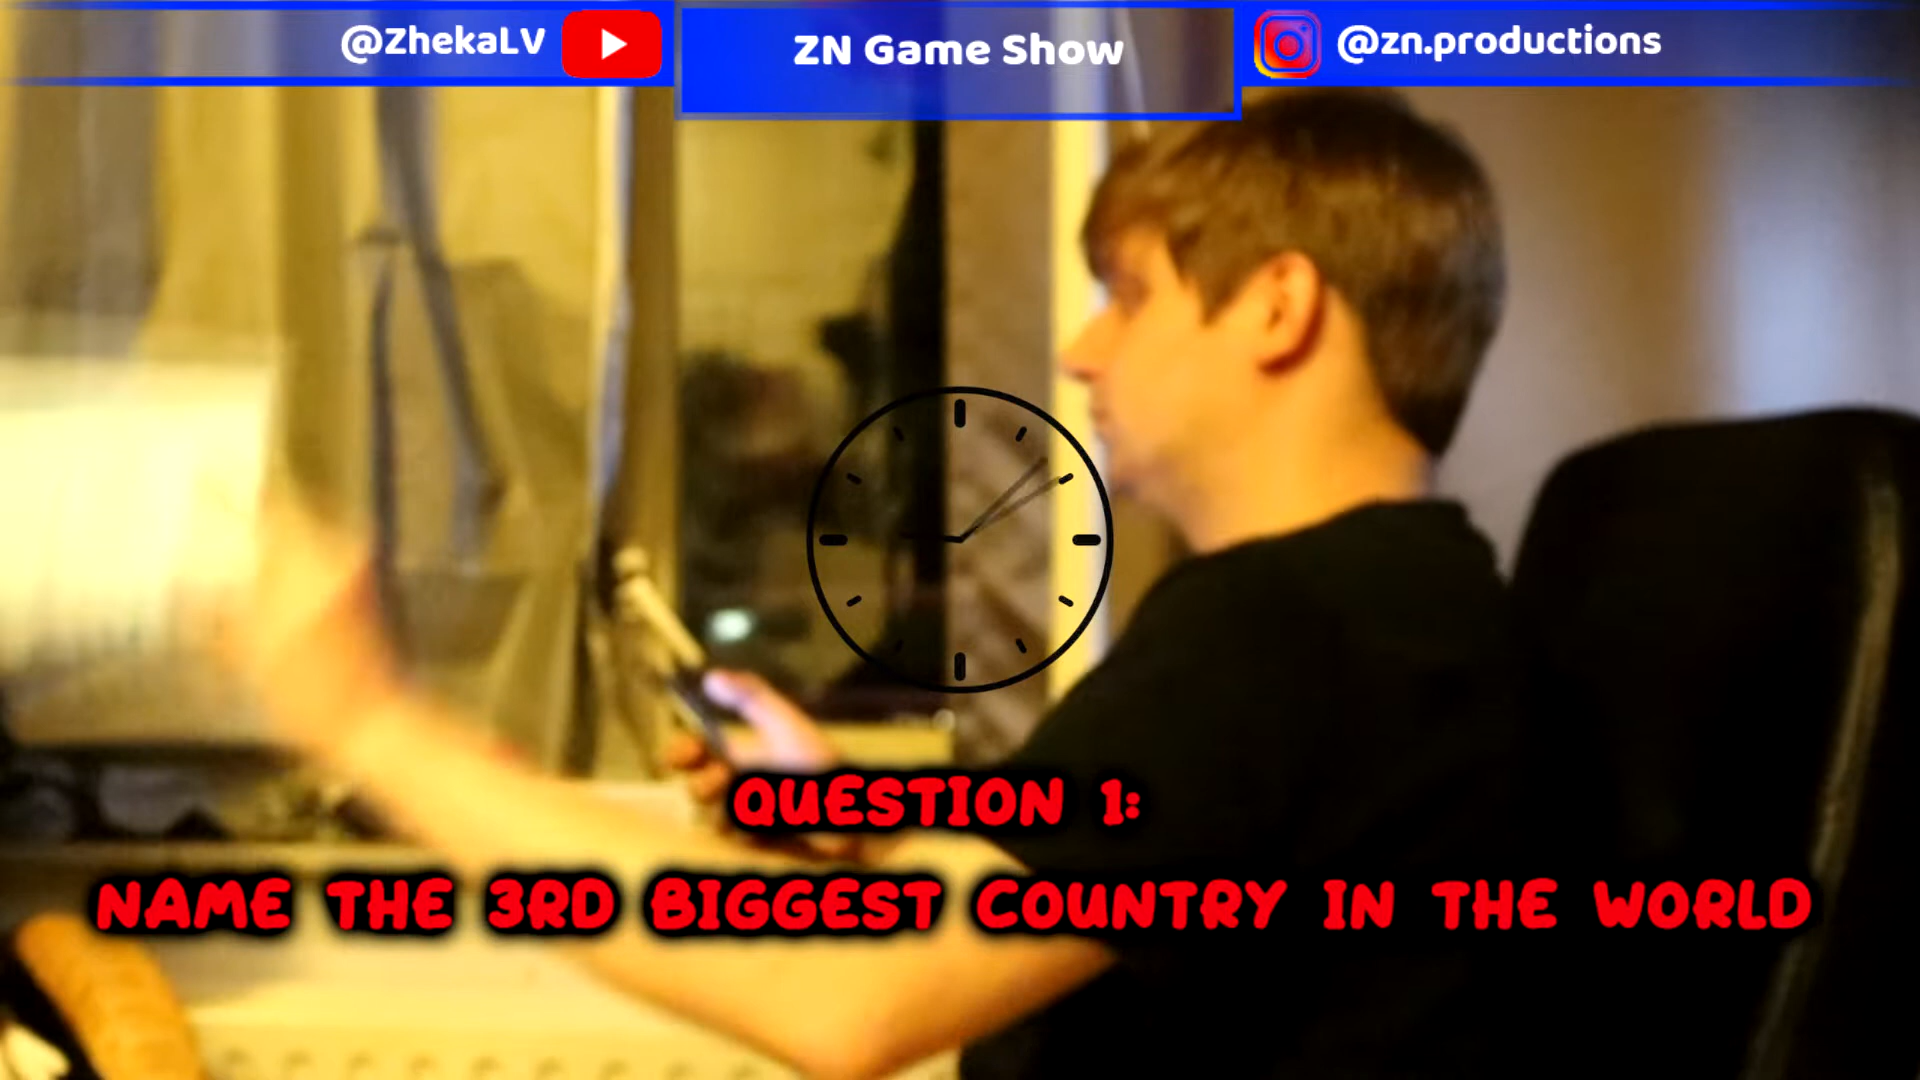 @ZhekaLV
ZN Game Show
@zn.productions
QUESTION 1:
NAME THE 3RD BIGGEST COUNTRY IN THE WORLD